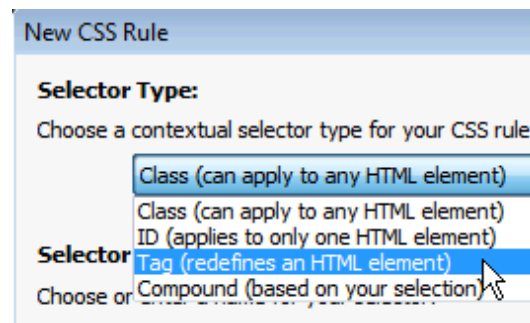 New CSS Rule
Selector Type:
Choose a contextual selector type for your CSS rule
Class (can apply to any HTML element)
Class (can apply to any HTML element)
ID (applies to only one HTML element)
Selector
Tag (redefines an HTML element)
Compound (based on your selection)
Choose or